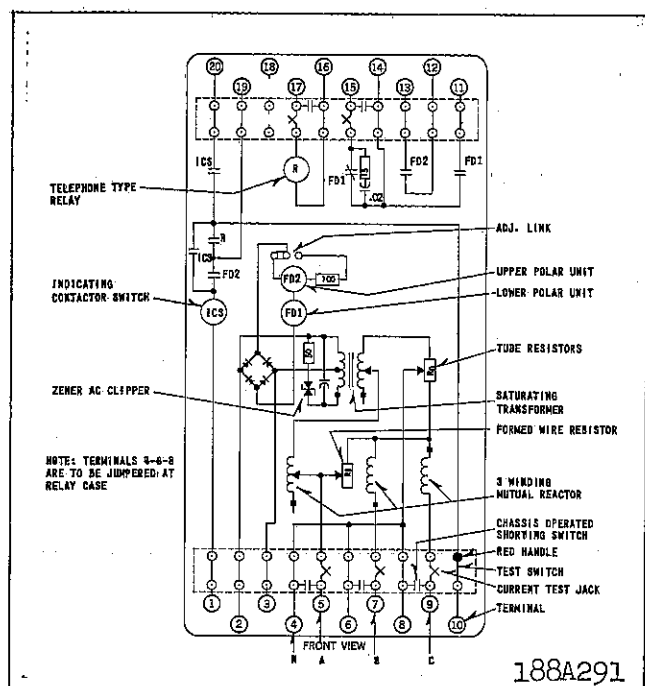 20
18
17
16
15
14
12
11
19
13
ICS
R
FD1
.02
FD2
FD1
TELEPHONE TYPE
RELAY
ADJ. LINK
R
ICS
FD2
FD2
UPPER POLAR UNIT
INDICATING
CONTACTOR SWITCH
ICS
FD1
LOWER POLAR UNIT
TUBE RESISTORS
ZENER AC CLIPPER
SATURATING
TRANSFORMER
FORMED WIRE RESISTOR
NOTE: TERMINALS 4-6-8
ARE TO BE JUMPERED AT
RELAY CASE
3 WINDING
MUTUAL REACTOR
CHASSIS OPERATED
SHORTING SWITCH
RED HANDLE
TEST SWITCH
CURRENT TEST JACK
TERMINAL
1
3
5
7
9
2
4
6
8
10
FRONT VIEW
N A B C
188A291